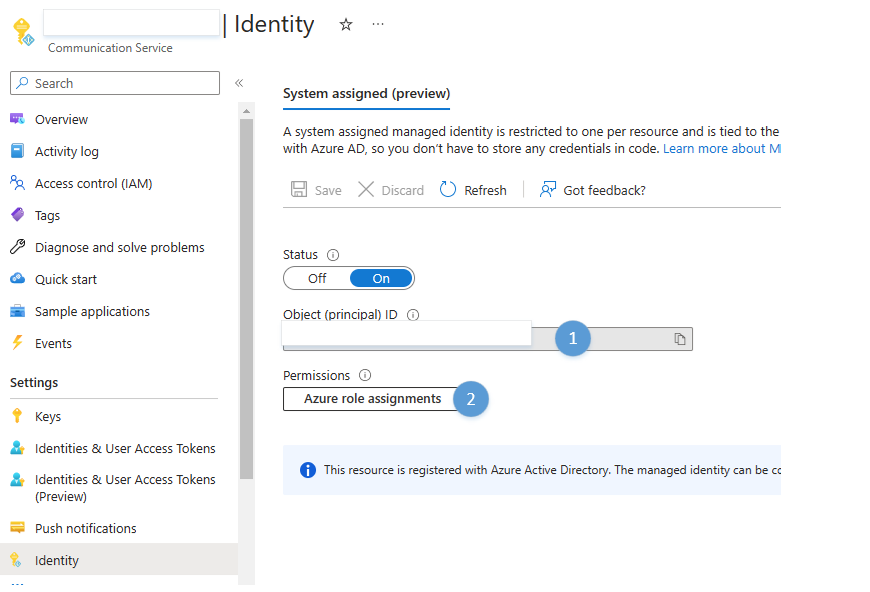 | Identity
Communication Service
Search
Overview
Activity log
Access control (IAM)
Tags
Diagnose and solve problems
Quick start
Sample applications
Events
Settings
Keys
Identities & User Access Tokens
Identities & User Access Tokens
(Preview)
Push notifications
Identity
System assigned (preview)
A system assigned managed identity is restricted to one per resource and is tied to the
with Azure AD, so you don't have to store any credentials in code. Learn more about M
Save Discard Refresh Got feedback?
Status
Off On
Object (principal) ID
1
Permissions
Azure role assignments 2
This resource is registered with Azure Active Directory. The managed identity can be co